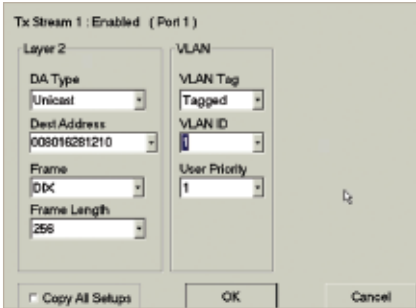 Tx Stream 1 : Enabled ( Port 1 )
Layer 2
DA Type
Unicast
Dest Address
008016281210
Frame
DIX
Frame Length
256
VLAN
VLAN Tag
Tagged
VLAN ID
1
User Priority
1
Copy All Setups
OK
Cancel